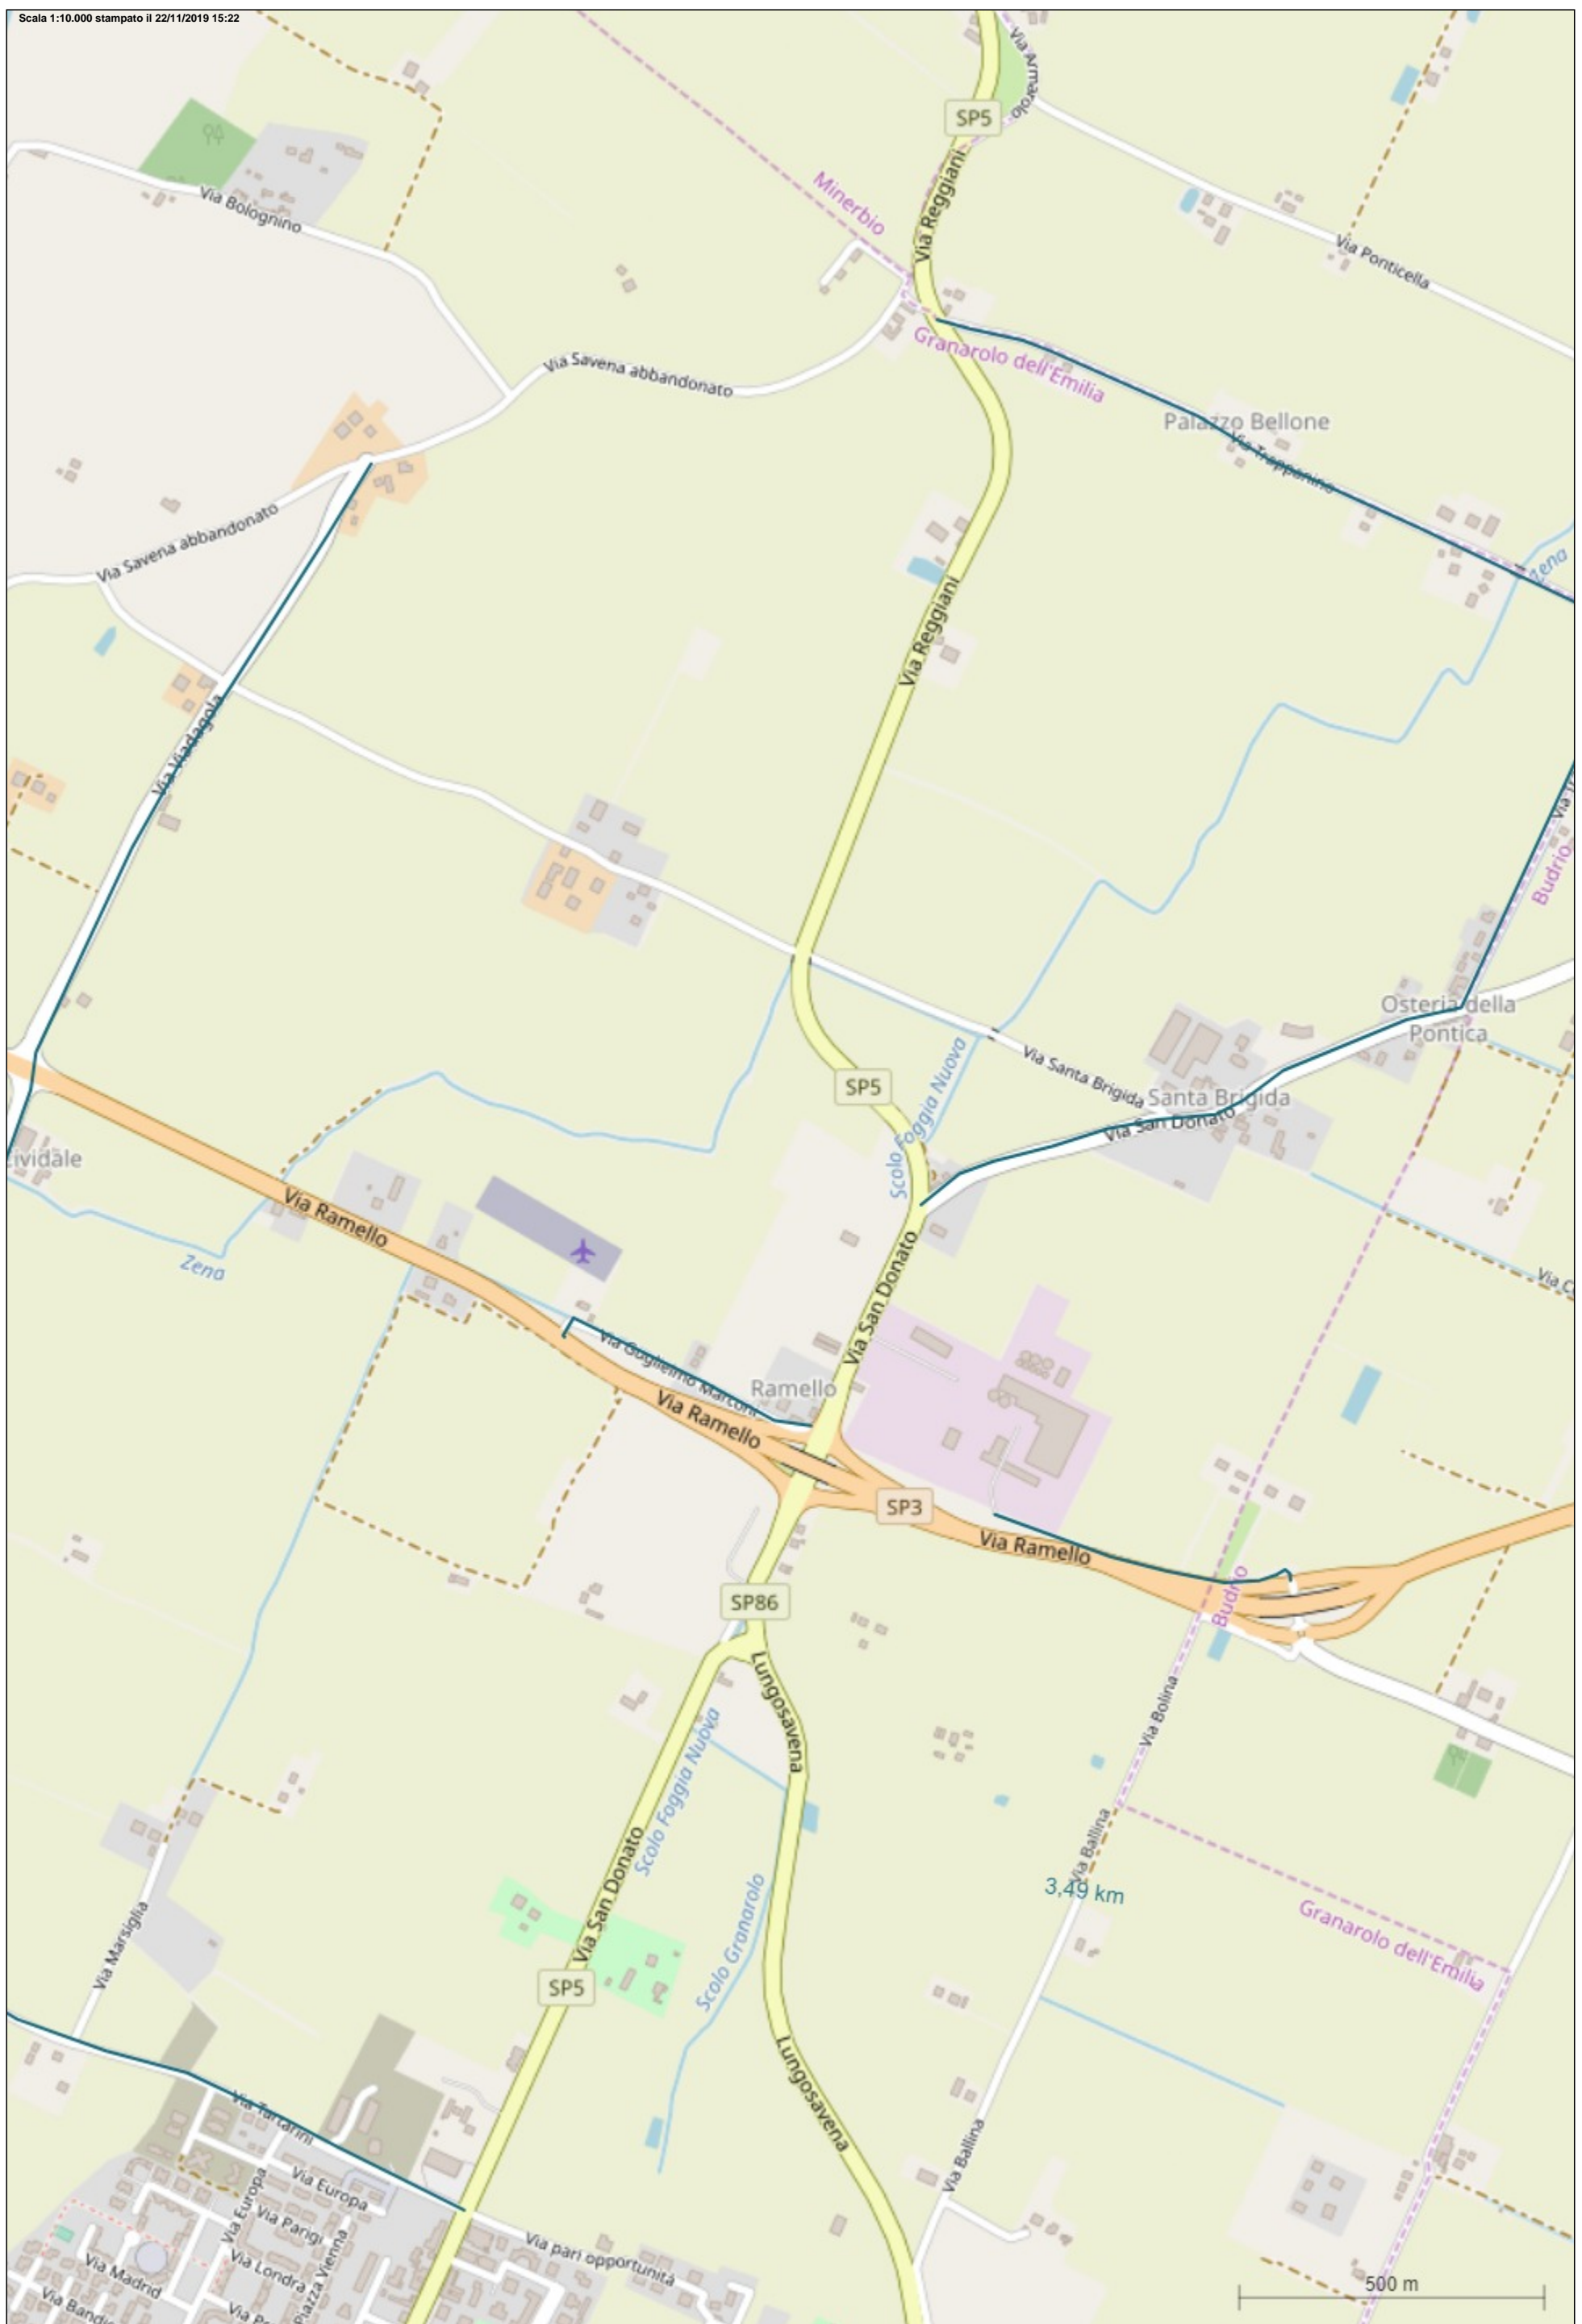 Scala 1:10.000 stampato il 22/11/2019 15:22
Via Armarolo
SP5
Via Bolognino
Minerbio
Via Reggiani
Via Ponticella
Granarolo dell'Emilia
Via Savena abbandonato
Palazzo Bellone
Via Trappanino
Via Savena abbandonato
Zena
Via Reggiani
Via Viadagola
Budrio
Osteria della
Pontica
Via Santa Brigida
SP5
Scolo Foggia Nuova
Santa Brigida
Via San Donato
ividale
Via Ramello
Zena
Via San Donato
Via Guglielmo Marconi
Ramello
Via Ramello
SP3
Via Ramello
Budrio
SP86
Lungosavena
Via Bolina
Scolo Foggia Nuova
Via San Donato
Via Ballina
3,49 km
Scolo Granarolo
Granarolo dell'Emilia
Via Marsiglia
SP5
Lungosavena
Via Tartarini
Via Ballina
Via Europa
Via Europa
Via Parigi
Via Londra
Piazza Vienna
Via pari opportunità
Via Madrid
500 m